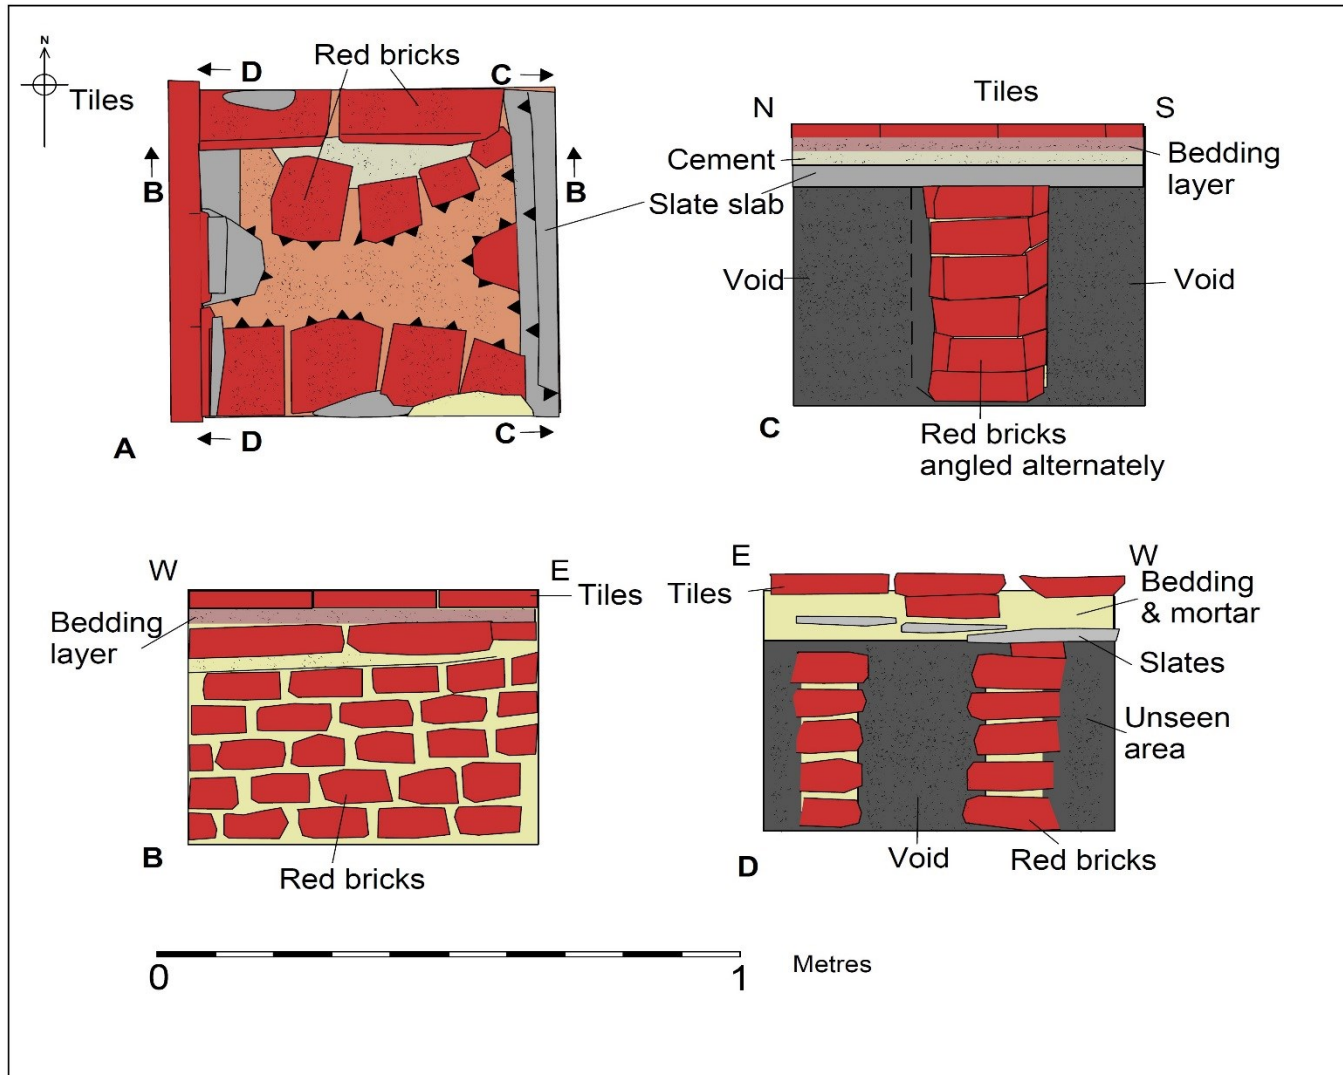 N
Tiles
Red bricks
D
C
B
B
Slate slab
D
C
A
N
Tiles
S
Cement
Bedding
layer
Void
Void
Red bricks
angled alternately
C
W
E
Tiles
Bedding
layer
Red bricks
B
E
W
Tiles
Bedding
& mortar
Slates
Unseen
area
Void
Red bricks
D
0
1
Metres